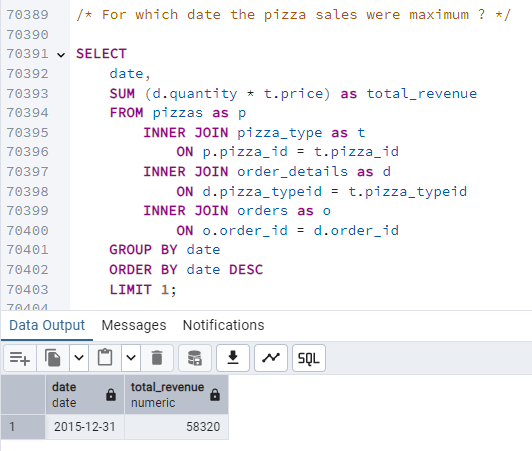 70389 /* For which date the pizza sales were maximum ? */
70390
70391 SELECT
70392 date,
70393 SUM (d.quantity * t.price) as total_revenue
70394 FROM pizzas as p
70395 INNER JOIN pizza_type as t
70396 ON p.pizza_id = t.pizza_id
70397 INNER JOIN order_details as d
70398 ON d.pizza_typeid = t.pizza_typeid
70399 INNER JOIN orders as o
70400 ON o.order_id = d.order_id
70401 GROUP BY date
70402 ORDER BY date DESC
70403 LIMIT 1;
70404
Data Output Messages Notifications
SQL
date total_revenue
date numeric
1 2015-12-31 58320